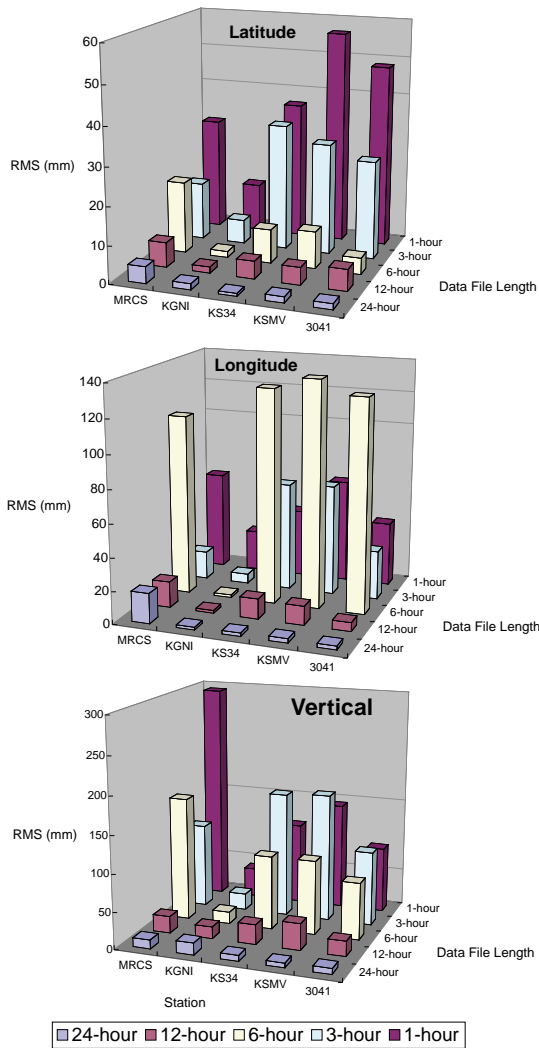 Latitude
60
50
40
30
20
10
0
RMS (mm)
MRCS
KGNI
KS34
KSMV
3041
24-hour
12-hour
6-hour
3-hour
1-hour
Data File Length
Longitude
140
120
100
80
60
40
20
0
RMS (mm)
MRCS
KGNI
KS34
KSMV
3041
24-hour
12-hour
6-hour
3-hour
1-hour
Data File Length
Vertical
300
250
200
150
100
50
0
RMS (mm)
MRCS
KGNI
KS34
KSMV
3041
Station
24-hour
12-hour
6-hour
3-hour
1-hour
Data File Length
24-hour 12-hour 6-hour 3-hour 1-hour